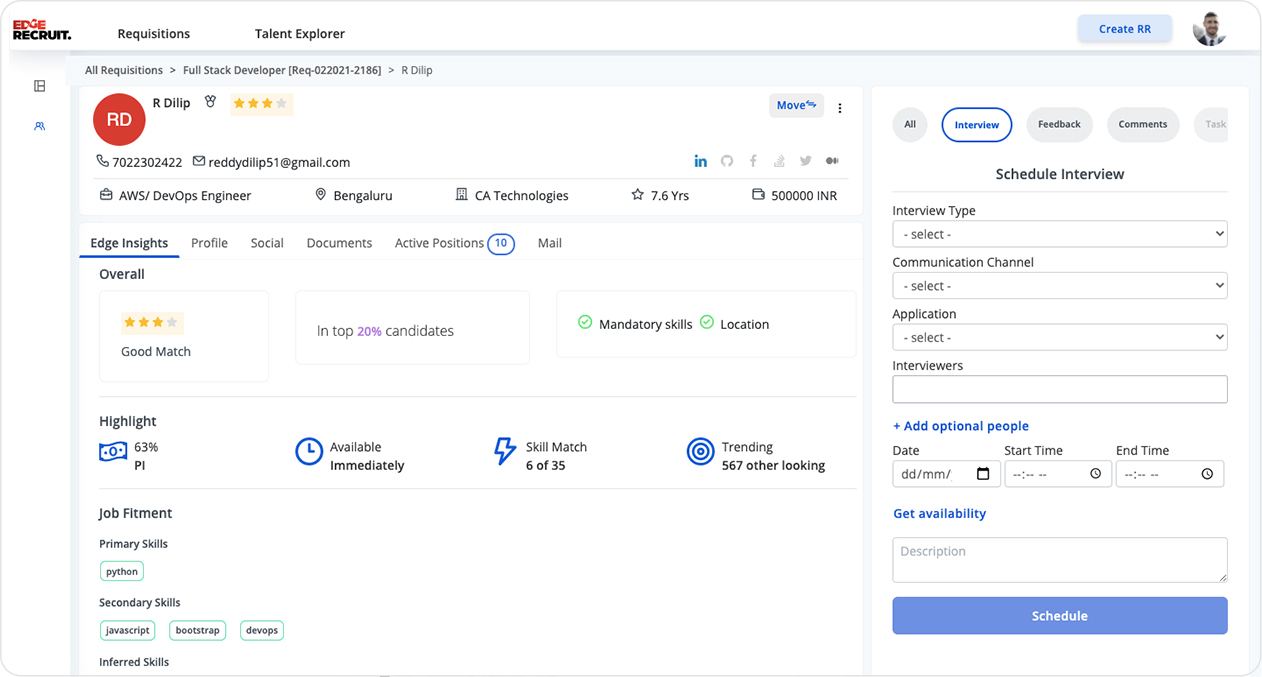 EDGE
RECRUIT.
Requisitions
Talent Explorer
Create RR
All Requisitions > Full Stack Developer [Req-022021-2186] > R Dilip
RD
R Dilip
Move
7022302422
reddydilip51@gmail.com
in
AWS/ DevOps Engineer
Bengaluru
CA Technologies
7.6 Yrs
500000 INR
Edge Insights
Profile
Social
Documents
Active Positions 10
Mail
Overall
Good Match
In top 20% candidates
Mandatory skills
Location
Highlight
63%
PI
Available
Immediately
Skill Match
6 of 35
Trending
567 other looking
Job Fitment
Primary Skills
python
Secondary Skills
javascript
bootstrap
devops
Inferred Skills
All
Interview
Feedback
Comments
Task
Schedule Interview
Interview Type
- select -
Communication Channel
- select -
Application
- select -
Interviewers
+ Add optional people
Date
Start Time
End Time
dd/mm/
--:-- --
--:-- --
Get availability
Description
Schedule